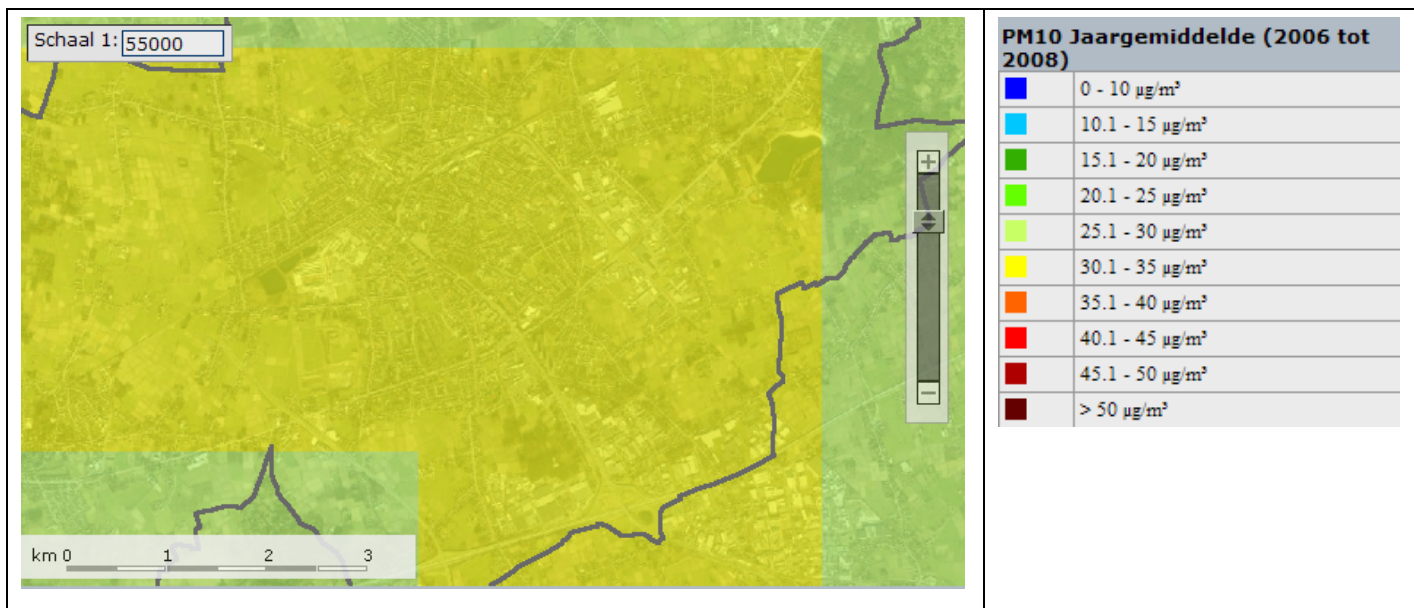 Schaal 1: 55000
km 0 1 2 3
PM10 Jaargemiddelde (2006 tot
2008)
0 - 10 µg/m³
10.1 - 15 µg/m³
15.1 - 20 µg/m³
20.1 - 25 µg/m³
25.1 - 30 µg/m³
30.1 - 35 µg/m³
35.1 - 40 µg/m³
40.1 - 45 µg/m³
45.1 - 50 µg/m³
> 50 µg/m³